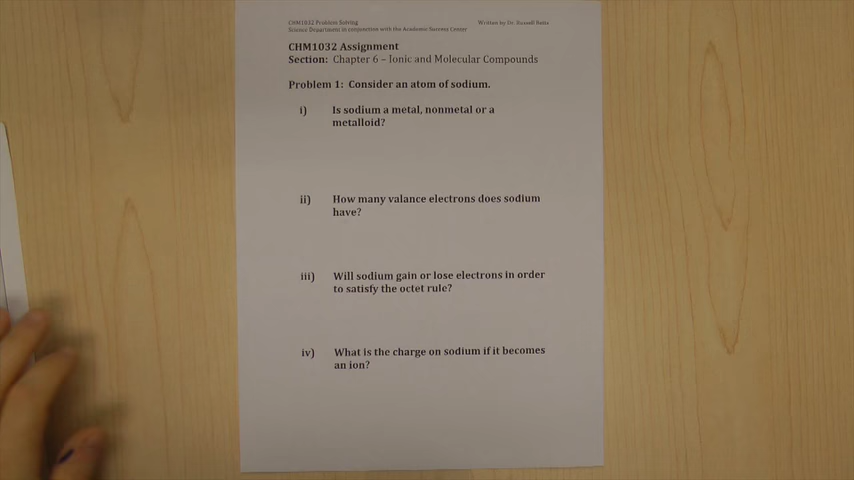 CHM1032 Problem Solving
Written by Dr. Russell
Science Department in conjunction with the Academic Success Center
CHM1032 Assignment
Section: Chapter 6 – Ionic and Molecular Compounds
Problem 1: Consider an atom of sodium.
i) Is sodium a metal, nonmetal or a
metalloid?
ii) How many valance electrons does sodium
have?
iii) Will sodium gain or lose electrons in order
to satisfy the octet rule?
iv) What is the charge on sodium if it becomes
an ion?